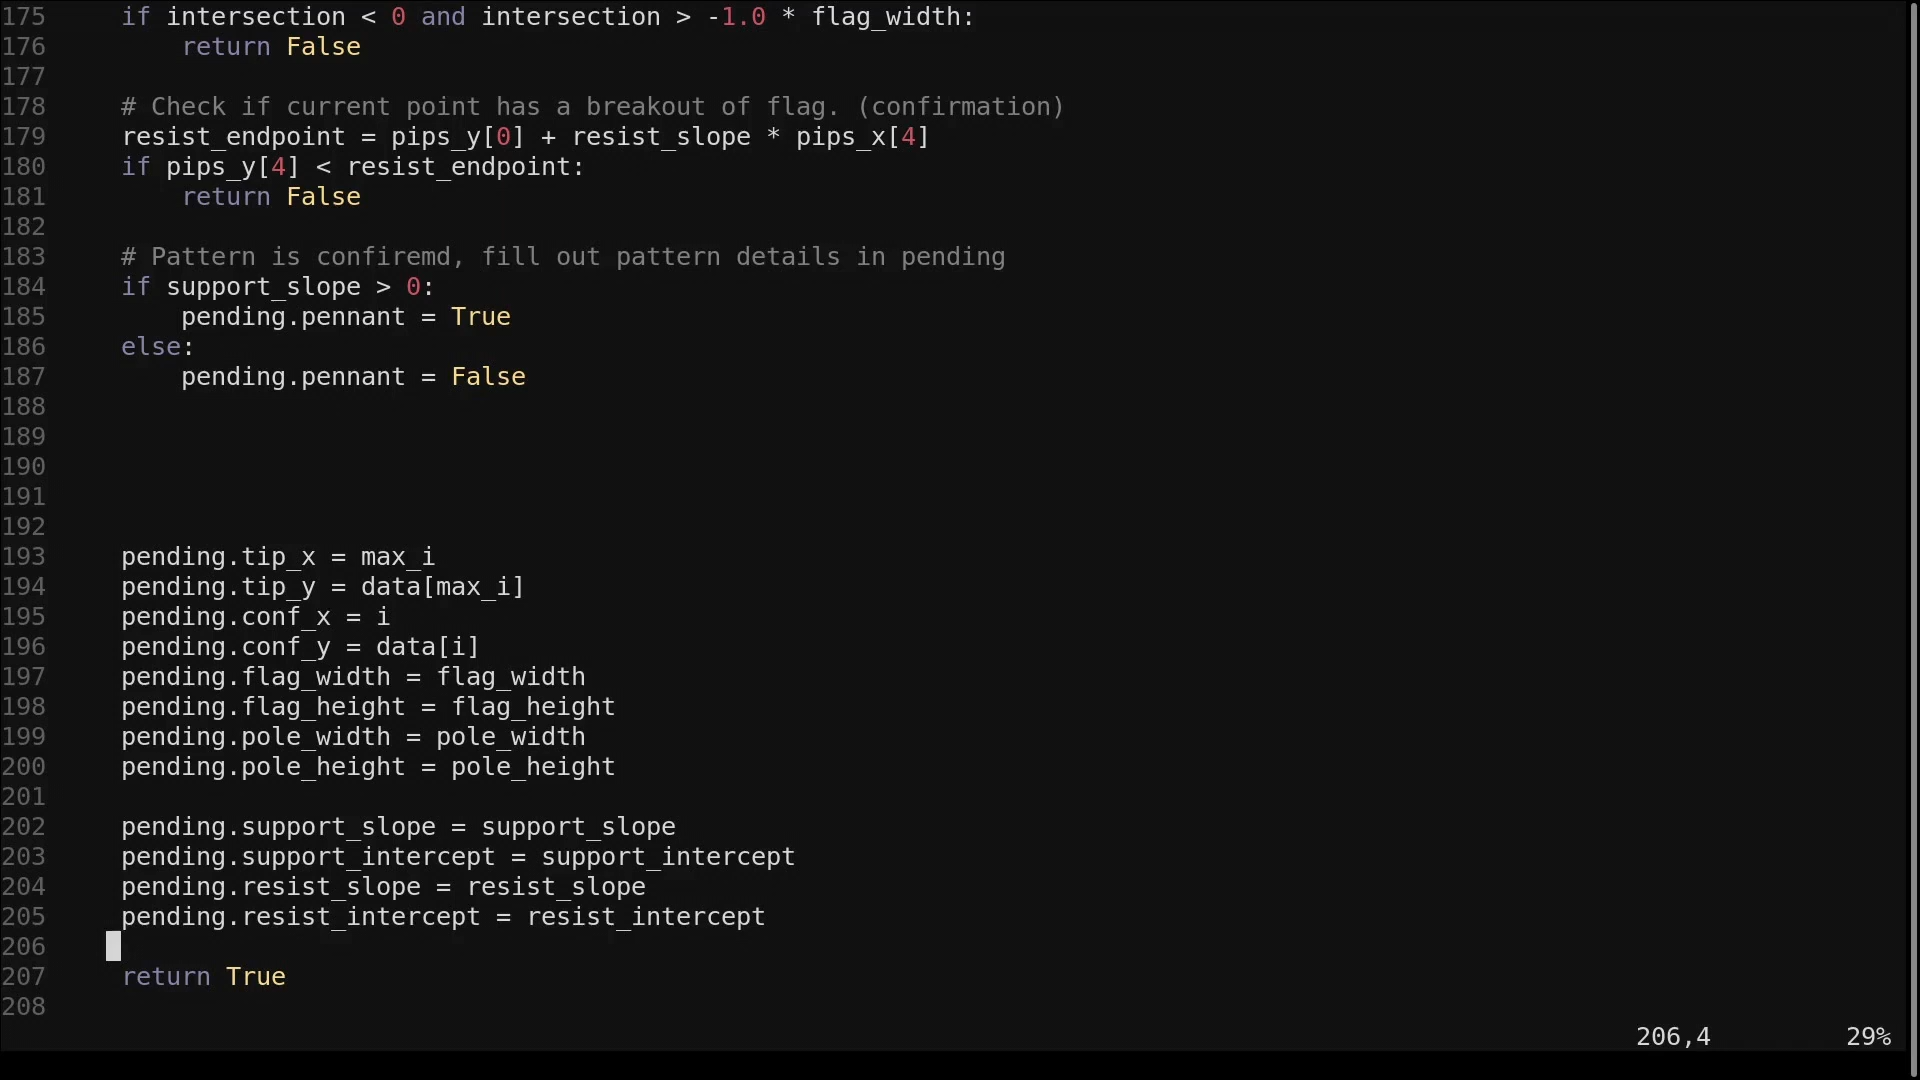 175     if intersection < 0 and intersection > -1.0 * flag_width:
176         return False
177
178     # Check if current point has a breakout of flag. (confirmation)
179     resist_endpoint = pips_y[0] + resist_slope * pips_x[4]
180     if pips_y[4] < resist_endpoint:
181         return False
182
183     # Pattern is confiremd, fill out pattern details in pending
184     if support_slope > 0:
185         pending.pennant = True
186     else:
187         pending.pennant = False
188
189
190
191
192
193     pending.tip_x = max_i
194     pending.tip_y = data[max_i]
195     pending.conf_x = i
196     pending.conf_y = data[i]
197     pending.flag_width = flag_width
198     pending.flag_height = flag_height
199     pending.pole_width = pole_width
200     pending.pole_height = pole_height
201
202     pending.support_slope = support_slope
203     pending.support_intercept = support_intercept
204     pending.resist_slope = resist_slope
205     pending.resist_intercept = resist_intercept
206
207     return True
208
206,4 29%